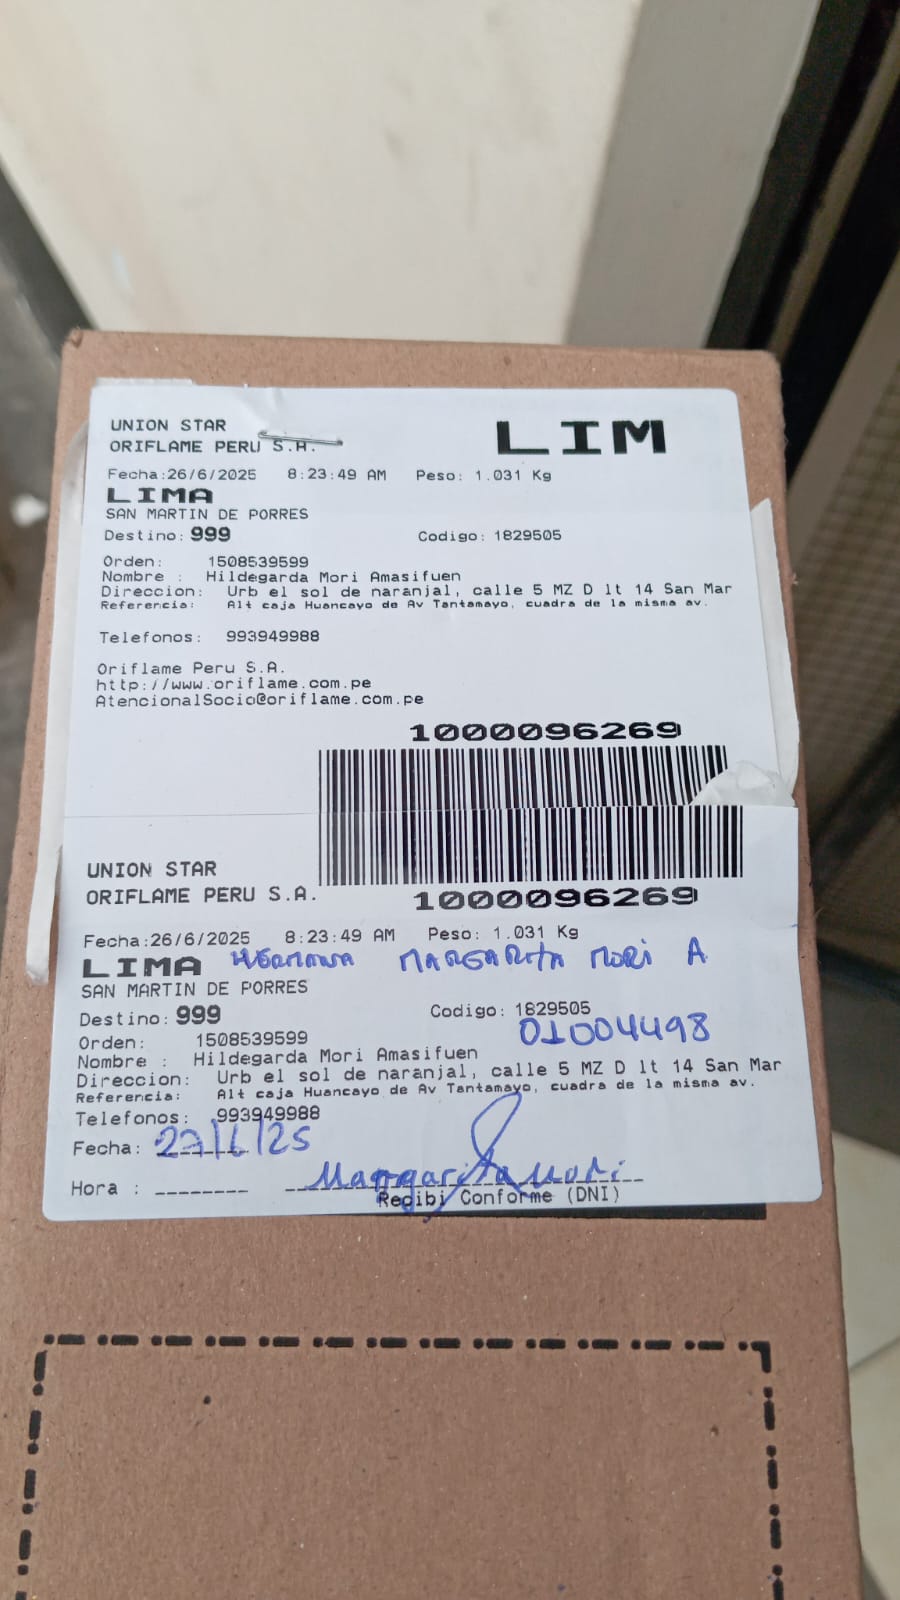 UNION STAR
ORIFLAME PERU S.A.
LIM
Fecha:26/6/2025 8:23:49 AM Peso: 1.031 Kg
LIMA
SAN MARTIN DE PORRES
Destino: 999 Codigo: 1829505
Orden: 1508539599
Nombre : Hildegarda Mori Amasifuen
Direccion: Urb el sol de naranjal, calle 5 MZ D lt 14 San Mar
Referencia: Alt caja Huancayo de Av Tantamayo, cuadra de la misma av.
Telefonos: 993949988
Oriflame Peru S.A.
http://www.oriflame.com.pe
AtencionalSocio@oriflame.com.pe
1000096269
UNION STAR
ORIFLAME PERU S.A.
1000096269
Fecha:26/6/2025 8:23:49 AM Peso: 1.031 Kg
LIMA HERMANA MARGARITA MORI A
SAN MARTIN DE PORRES
Destino: 999 Codigo: 1829505
01004498
Orden: 1508539599
Nombre : Hildegarda Mori Amasifuen
Direccion: Urb el sol de naranjal, calle 5 MZ D lt 14 San Mar
Referencia: Alt caja Huancayo de Av Tantamayo, cuadra de la misma av.
Telefonos: 993949988
Fecha: 27/6/25
Margarita Mori
Hora :
Recibi Conforme (DNI)